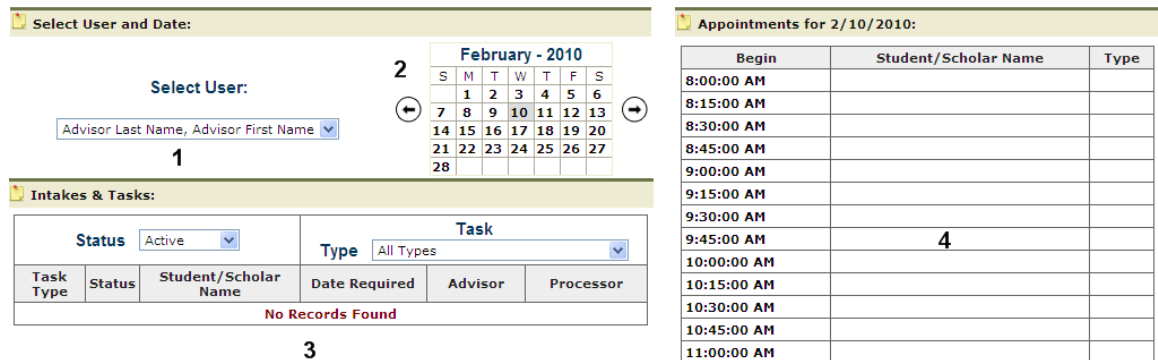 Select User and Date:
2
February - 2010
S M T W T F S
1 2 3 4 5 6
7 8 9 10 11 12 13
14 15 16 17 18 19 20
21 22 23 24 25 26 27
28
Select User:
Advisor Last Name, Advisor First Name
1
Intakes & Tasks:
Status Active
Task
Type All Types
Task Type Status Student/Scholar Name Date Required Advisor Processor
No Records Found
3
Appointments for 2/10/2010:
Begin Student/Scholar Name Type
8:00:00 AM
8:15:00 AM
8:30:00 AM
8:45:00 AM
9:00:00 AM
9:15:00 AM
9:30:00 AM
9:45:00 AM 4
10:00:00 AM
10:15:00 AM
10:30:00 AM
10:45:00 AM
11:00:00 AM